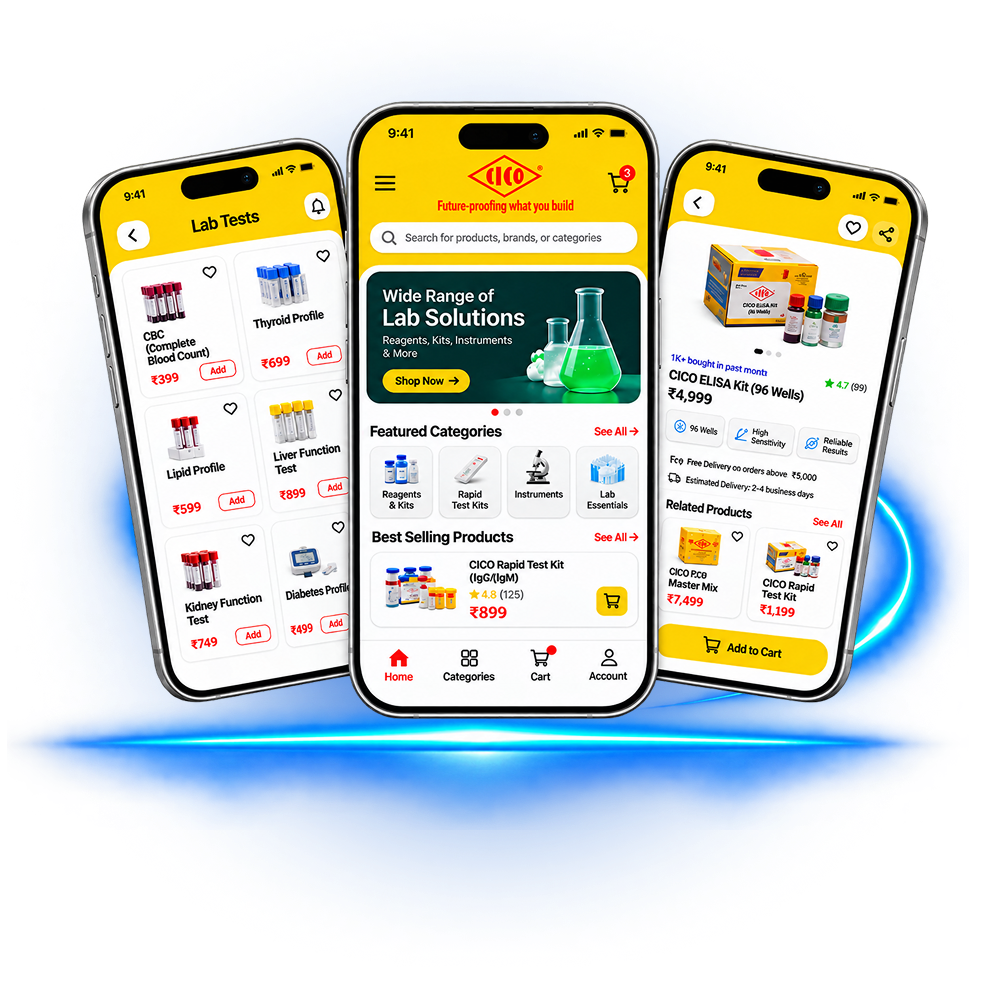 9:41
Lab Tests
CBC
(Complete
Blood Count)
₹399
Add
Thyroid Profile
₹699
Add
Lipid Profile
₹599
Add
Liver Function
Test
₹899
Add
Kidney Function
Test
₹749
Add
Diabetes Profile
₹499
Add
9:41
CICO®
Future-proofing what you build
3
Search for products, brands, or categories
Wide Range of
Lab Solutions
Reagents, Kits, Instruments
& More
Shop Now →
Featured Categories
See All →
Reagents
& Kits
Rapid
Test Kits
Instruments
Lab
Essentials
Best Selling Products
See All →
CICO Rapid Test Kit
(IgG/IgM)
4.8 (125)
₹899
Home
Categories
Cart
Account
9:41
CICO ELISA Kit
(96 Wells)
1K+ bought in past month
CICO ELISA Kit (96 Wells)
4.7 (99)
₹4,999
96 Wells
High
Sensitivity
Reliable
Results
Free Delivery on orders above ₹5,000
Estimated Delivery: 2-4 business days
Related Products
See All
CICO
Master Mix
₹7,499
CICO Rapid
Test Kit
₹1,199
Add to Cart